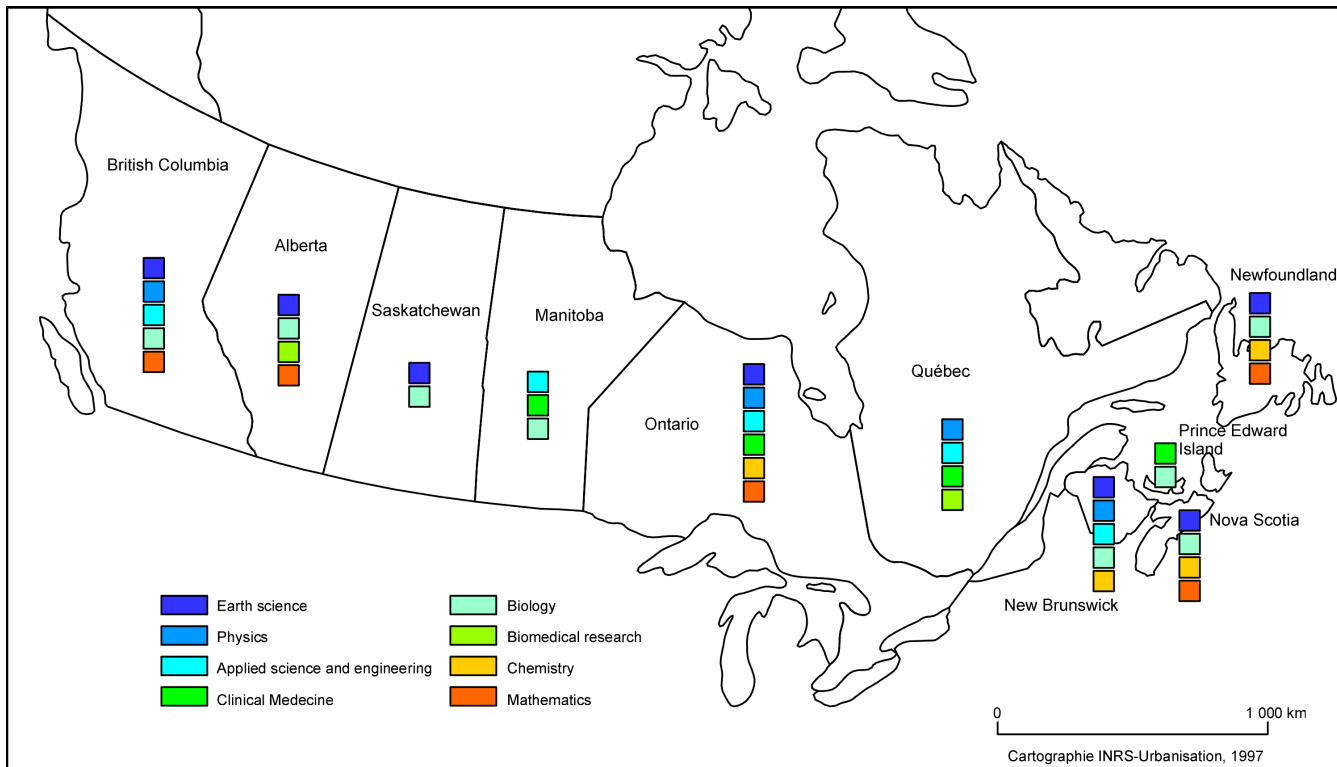 British Columbia
Alberta
Saskatchewan
Manitoba
Ontario
Québec
Newfoundland
Prince Edward
Island
Nova Scotia
New Brunswick
Earth science
Physics
Applied science and engineering
Clinical Medecine
Biology
Biomedical research
Chemistry
Mathematics
0
1 000 km
Cartographie INRS-Urbanisation, 1997